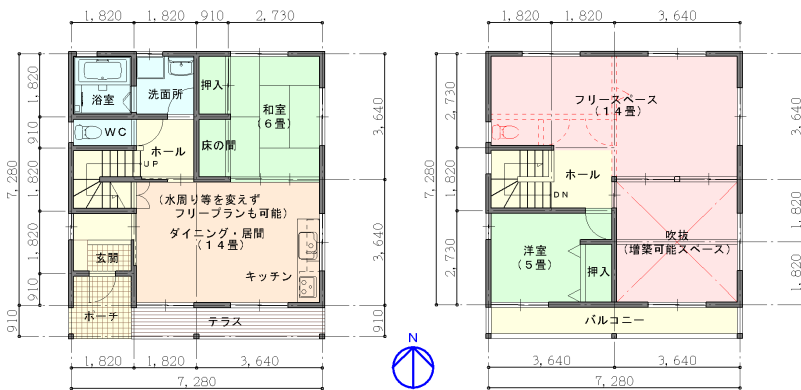 1,820 1,820 910 2,730
1,820
910
1,820
1,820
910
7,280
910
3,640
3,640
910
浴室
洗面所
押入
和室
(6畳)
WC
ホール
床の間
UP
(水周り等を変えず
フリープランも可能)
ダイニング・居間
(14畳)
玄関
キッチン
ポーチ
テラス
1,820 1,820 3,640
7,280
N
1,820 1,820 3,640
2,730
1,820
2,730
7,280
3,640
1,820
1,820
フリースペース
(14畳)
ホール
DN
吹抜
(増築可能スペース)
洋室
(5畳)
押入
バルコニー
3,640 3,640
7,280